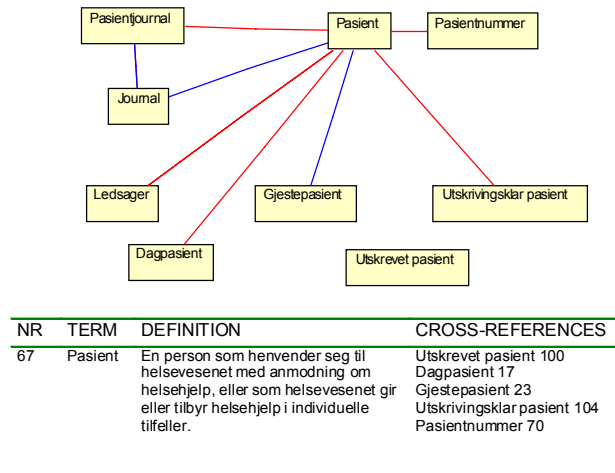 Pasientjournal
Pasient
Pasientnummer
Journal
Ledsager
Gjestepasient
Utskrivingsklar pasient
Dagpasient
Utskrevet pasient
NR TERM DEFINITION CROSS-REFERENCES
67 Pasient En person som henvender seg til Utskrevet pasient 100
helsevesenet med anmodning om Dagpasient 17
helsehjelp, eller som helsevesenet gir Gjestepasient 23
eller tilbyr helsehjelp i individuelle Utskrivingsklar pasient 104
tilfeller. Pasientnummer 70